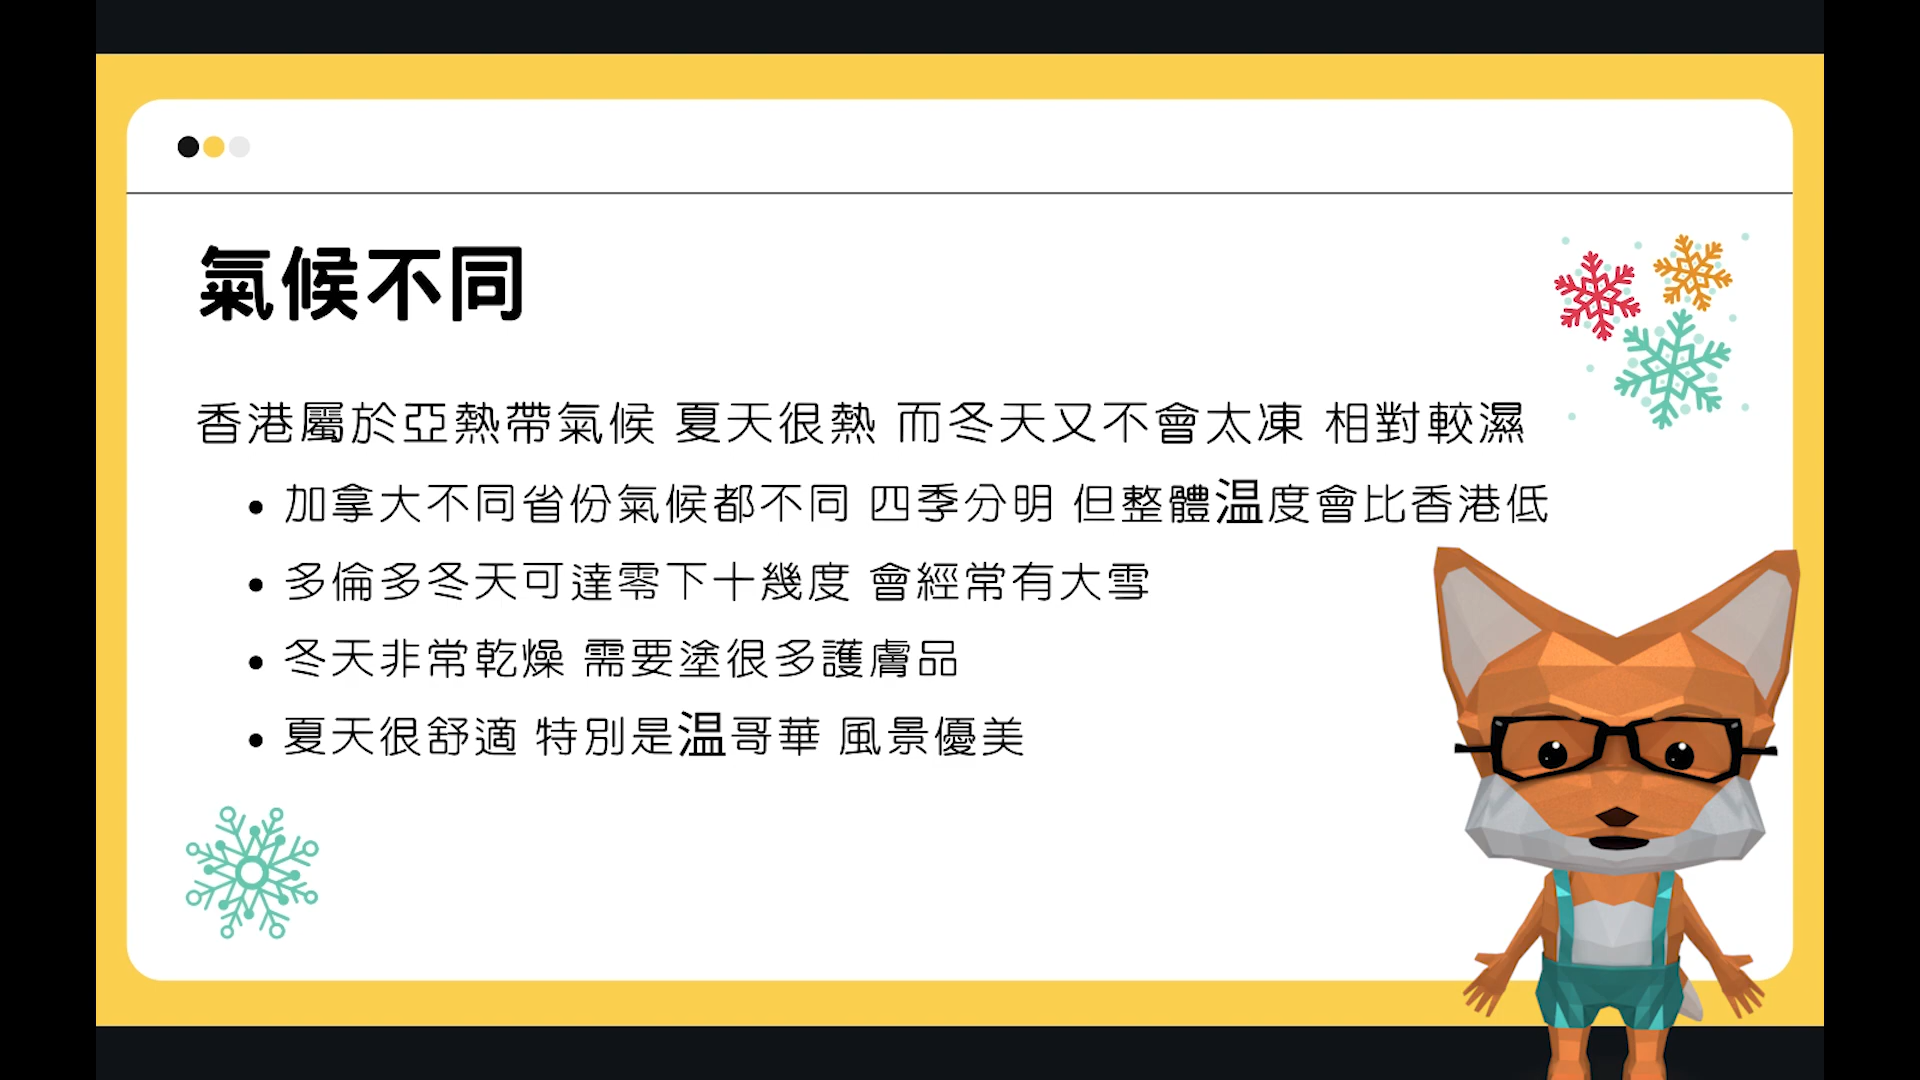 氣候不同
香港屬於亞熱帶氣候 夏天很熱 而冬天又不會太凍 相對較濕
• 加拿大不同省份氣候都不同 四季分明 但整體温度會比香港低
• 多倫多冬天可達零下十幾度 會經常有大雪
• 冬天非常乾燥 需要塗很多護膚品
• 夏天很舒適 特別是温哥華 風景優美